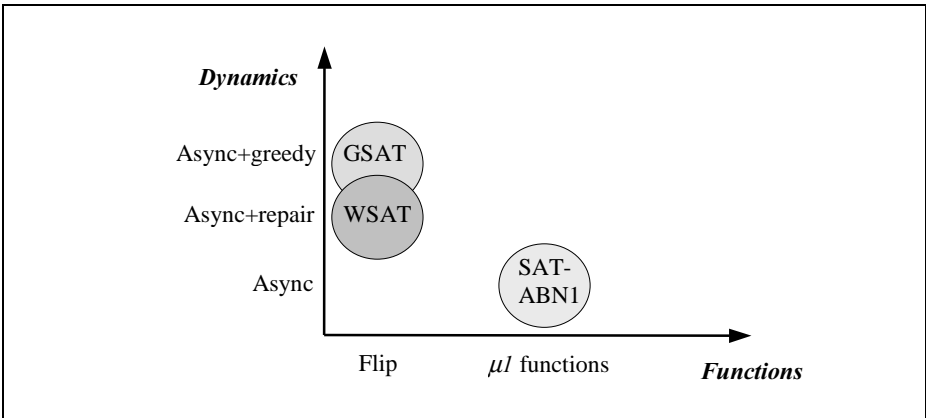 Dynamics
Async+greedy
GSAT
Async+repair
WSAT
Async
SAT-
ABN1
Flip
μ1 functions
Functions